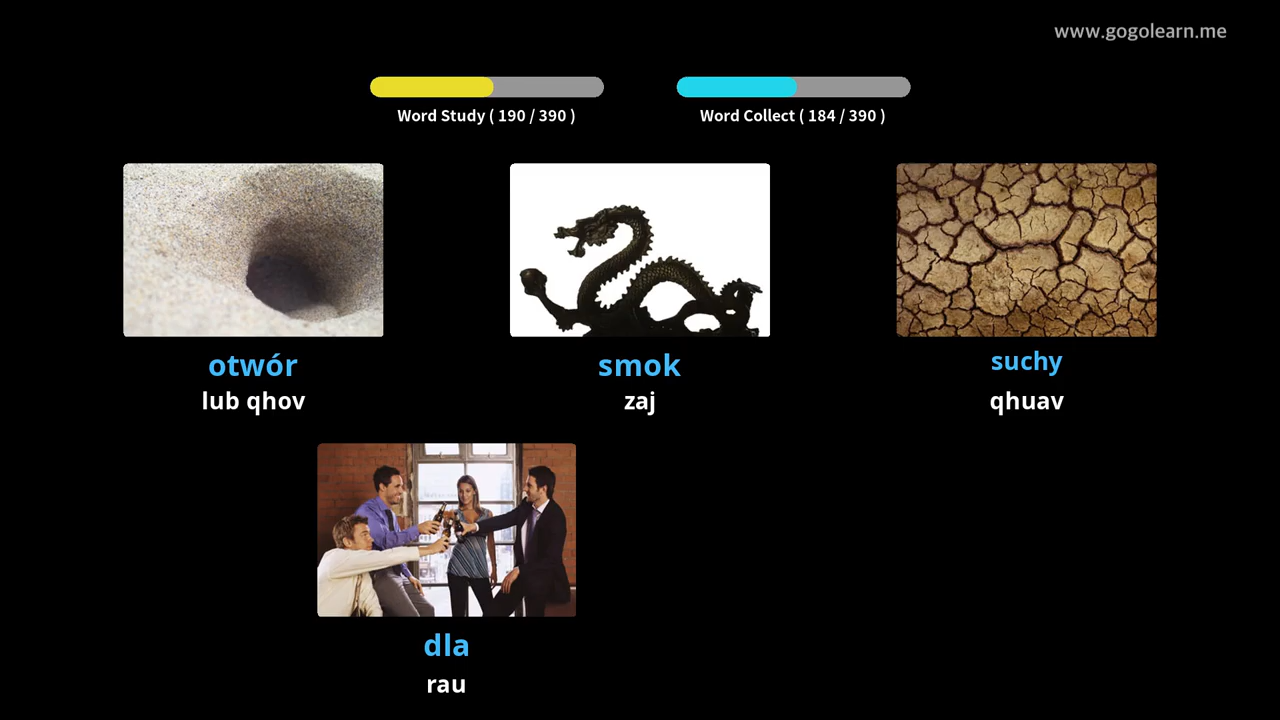 www.gogolearn.me
Word Study ( 190 / 390 )
Word Collect ( 184 / 390 )
otwór
lub qhov
smok
zaj
suchy
qhuav
dla
rau